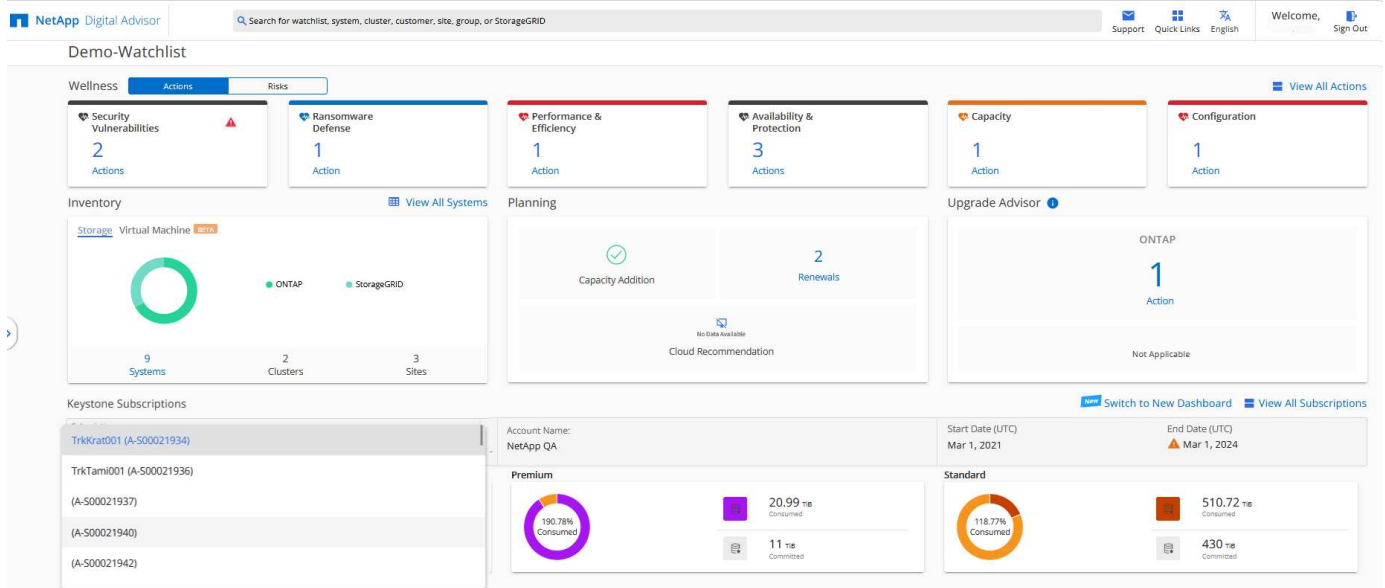 NetApp Digital Advisor
Search for watchlist, system, cluster, customer, site, group, or StorageGRID
Support
Quick Links
English
Welcome,
Sign Out
Demo-Watchlist
Wellness
Actions
Risks
View All Actions
Security
Vulnerabilities
2
Actions
Ransomware
Defense
1
Action
Performance &
Efficiency
1
Action
Availability &
Protection
3
Actions
Capacity
1
Action
Configuration
1
Action
Inventory
View All Systems
Storage
Virtual Machine
BETA
ONTAP
StorageGRID
9
Systems
2
Clusters
3
Sites
Planning
Capacity Addition
2
Renewals
No Data Available
Cloud Recommendation
Upgrade Advisor
ONTAP
1
Action
Not Applicable
Keystone Subscriptions
New
Switch to New Dashboard
View All Subscriptions
TrkKrat001 (A-S00021934)
TrkTami001 (A-S00021936)
(A-S00021937)
(A-S00021940)
(A-S00021942)
Account Name:
NetApp QA
Start Date (UTC)
Mar 1, 2021
End Date (UTC)
Mar 1, 2024
Premium
190.78%
Consumed
20.99 TiB
Consumed
11 TiB
Committed
Standard
118.77%
Consumed
510.72 TiB
Consumed
430 TiB
Committed